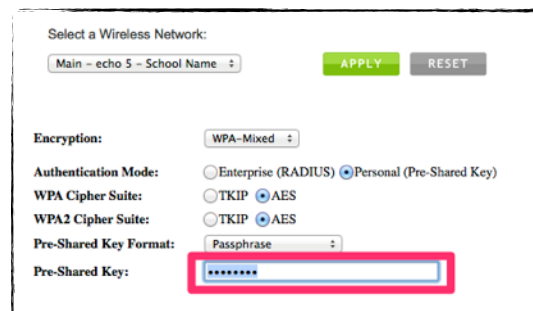 Select a Wireless Network:
Main – echo 5 – School Name
APPLY RESET
Encryption: WPA-Mixed
Authentication Mode: Enterprise (RADIUS) Personal (Pre-Shared Key)
WPA Cipher Suite: TKIP AES
WPA2 Cipher Suite: TKIP AES
Pre-Shared Key Format: Passphrase
Pre-Shared Key: ••••••••